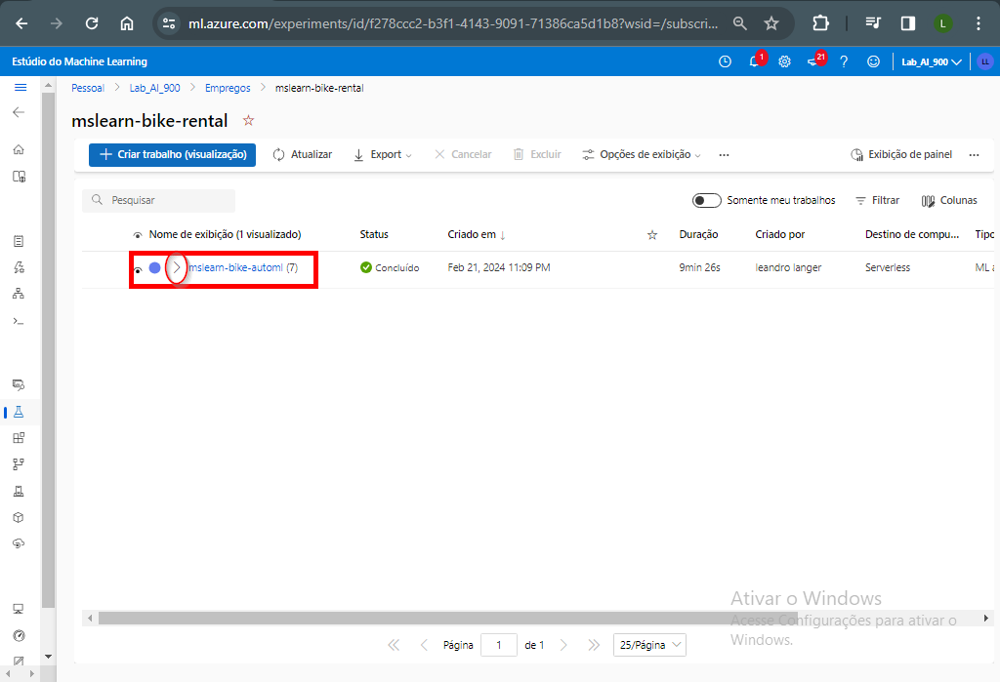 ml.azure.com/experiments/id/f278ccc2-b3f1-4143-9091-71386ca5d1b8?wsid=/subscri...
L
Estúdio do Machine Learning
1
21
?
Lab_AI_900
LL
Pessoal > Lab_AI_900 > Empregos > mslearn-bike-rental
mslearn-bike-rental
+ Criar trabalho (visualização)
Atualizar
Export
Cancelar
Excluir
Opções de exibição
...
Exibição de painel
...
Pesquisar
Somente meu trabalhos
Filtrar
Colunas
Nome de exibição (1 visualizado) Status Criado em ↓ Duração Criado por Destino de compu... Tipo
mslearn-bike-automl (7) Concluído Feb 21, 2024 11:09 PM 9min 26s leandro langer Serverless ML a
Ativar o Windows
Acesse Configurações para ativar o
Windows.
Página 1 de 1 25/Página